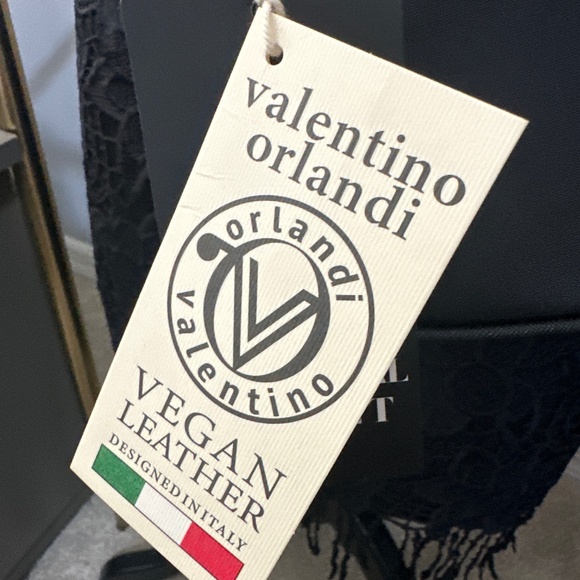 valentino
orlandi
orlandi
valentino
VEGAN
LEATHER
DESIGNED IN ITALY